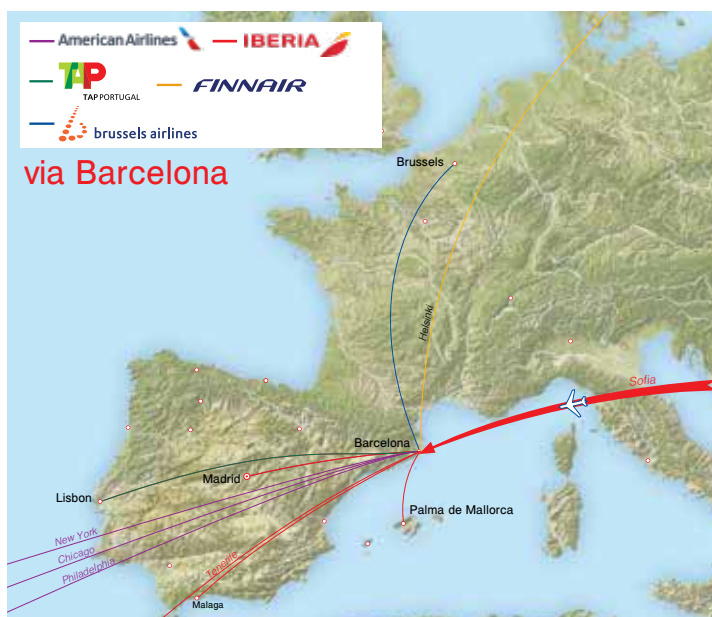 American Airlines IBERIA
TAP
TAP PORTUGAL
FINNAIR
brussels airlines
via Barcelona
Brussels
Helsinki
Sofia
Barcelona
Madrid
Lisbon
Palma de Mallorca
New York
Chicago
Philadelphia
Tenerife
Malaga